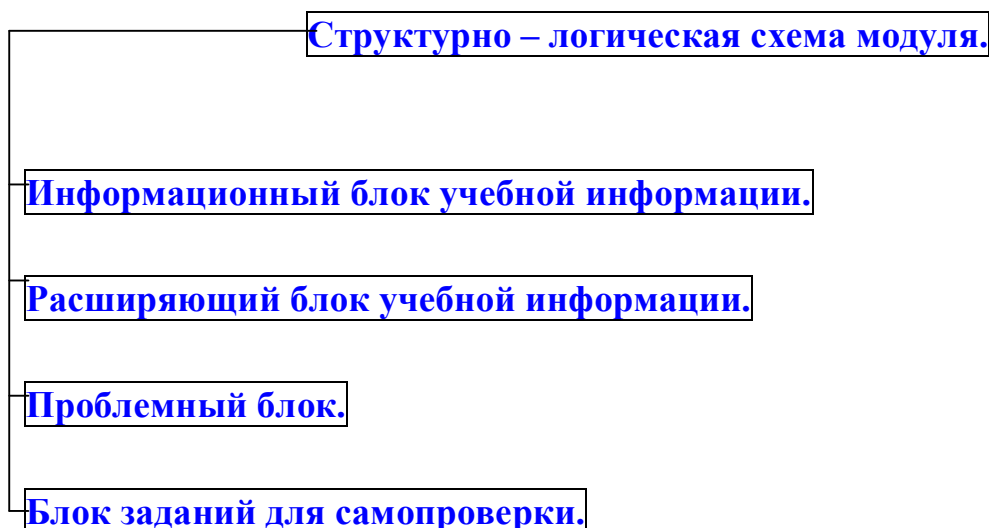 Структурно – логическая схема модуля.
Информационный блок учебной информации.
Расширяющий блок учебной информации.
Проблемный блок.
Блок заданий для самопроверки.